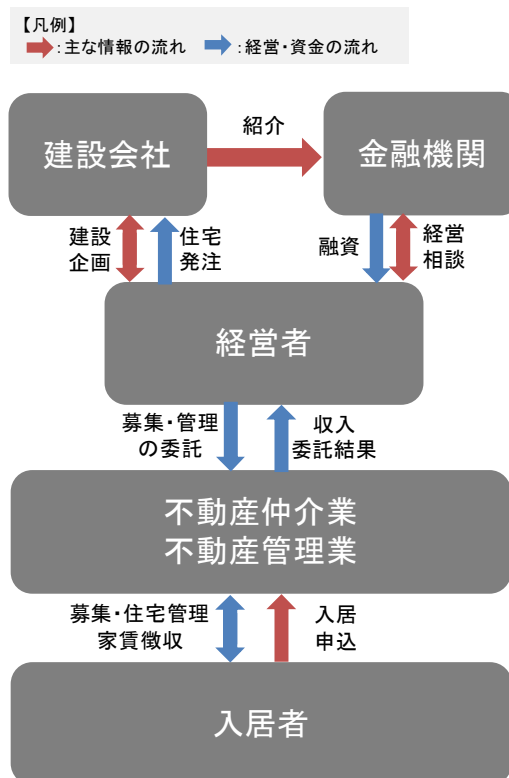 【凡例】
:主な情報の流れ :経営・資金の流れ
建設会社
紹介
金融機関
建設
企画
住宅
発注
融資
経営
相談
経営者
募集・管理
の委託
収入
委託結果
不動産仲介業
不動産管理業
募集・住宅管理
家賃徴収
入居
申込
入居者